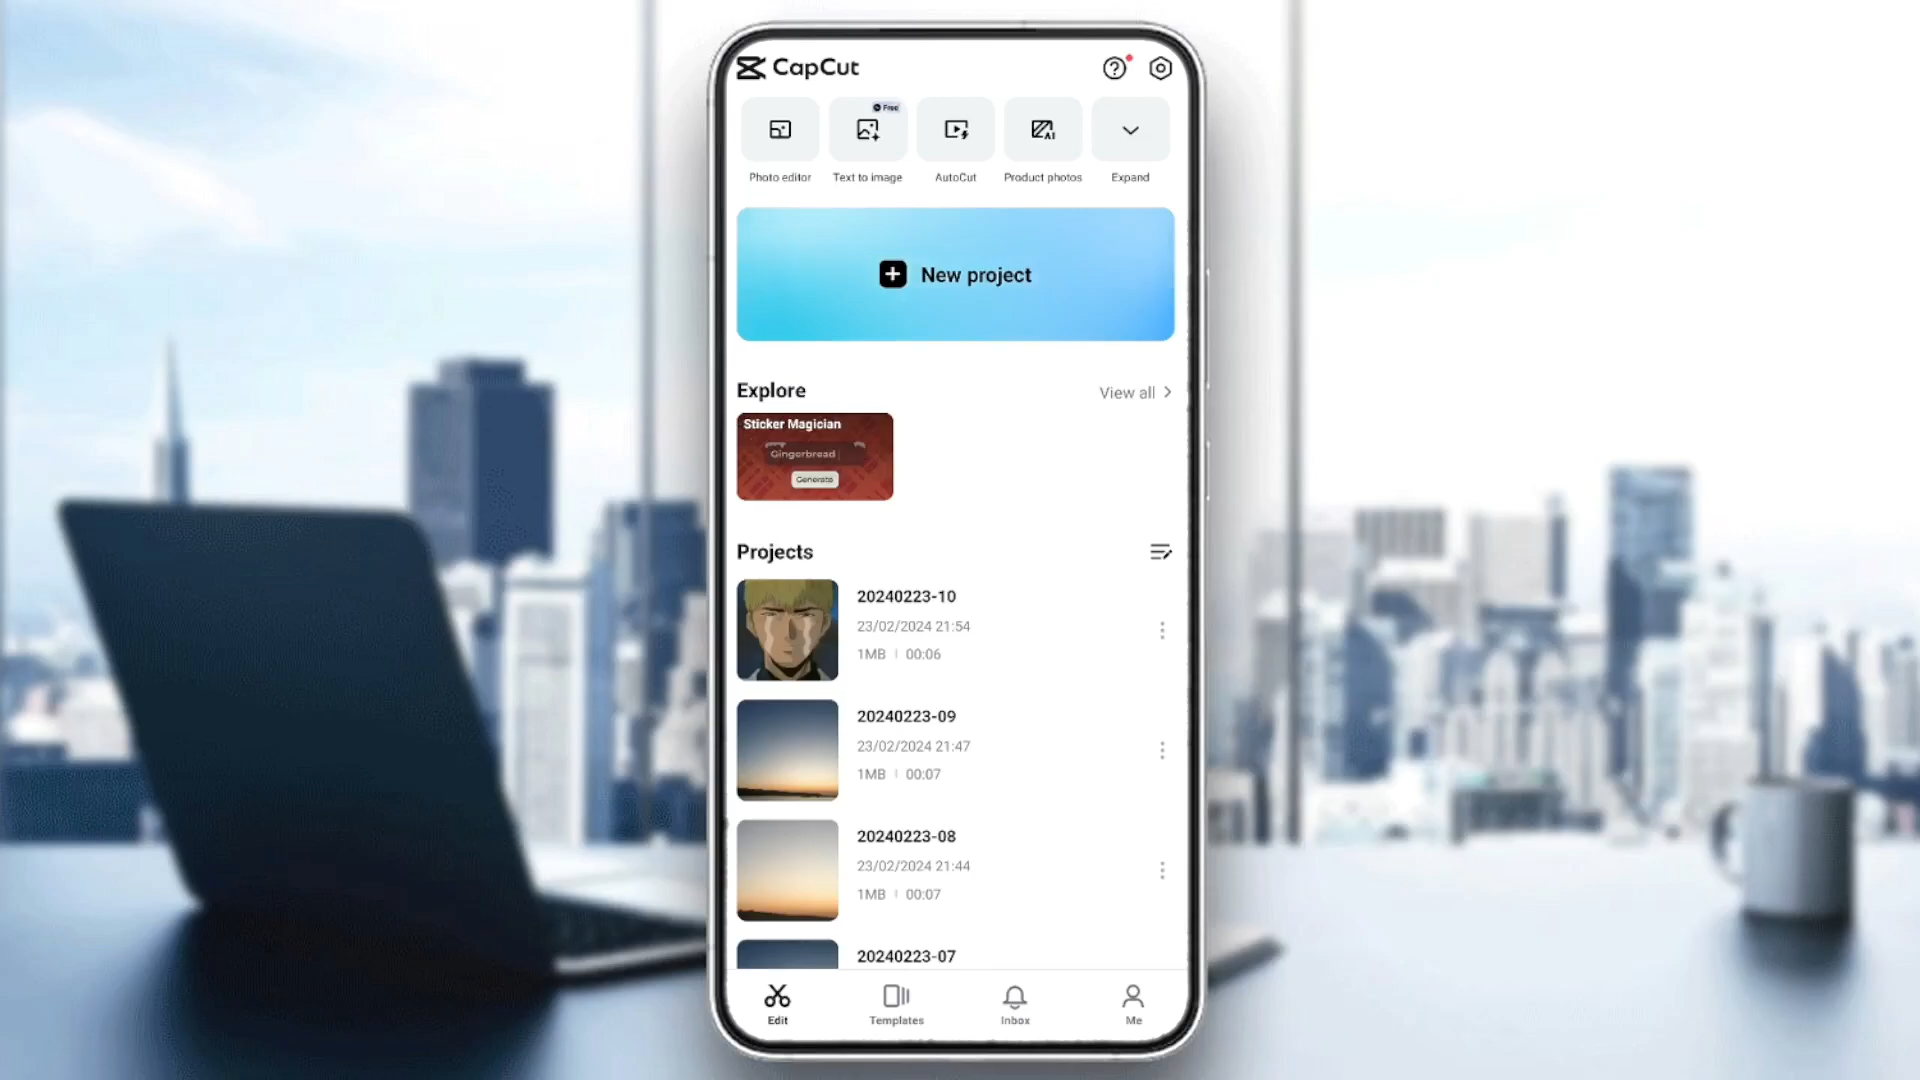 CapCut
Free
Photo editor
Text to image
AutoCut
Product photos
Expand
New project
Explore
View all
Sticker Magician
Gingerbread
Generate
Projects
20240223-10
23/02/2024 21:54
1MB | 00:06
20240223-09
23/02/2024 21:47
1MB | 00:07
20240223-08
23/02/2024 21:44
1MB | 00:07
20240223-07
Edit
Templates
Inbox
Me